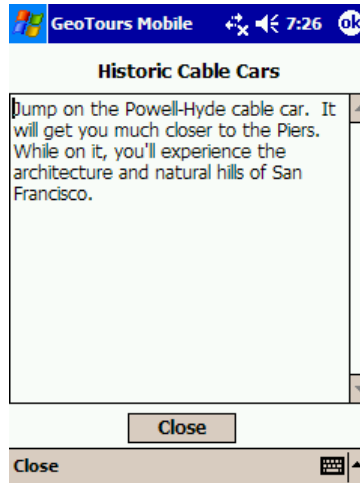 GeoTours Mobile 7:26 ok
Historic Cable Cars
Jump on the Powell-Hyde cable car. It
will get you much closer to the Piers.
While on it, you'll experience the
architecture and natural hills of San
Francisco.
Close
Close